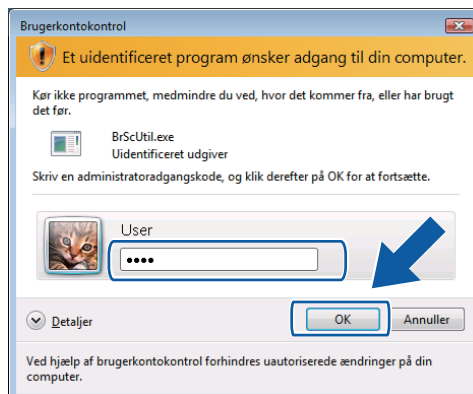 Brugerkontokontrol
Et uidentificeret program ønsker adgang til din computer.
Kør ikke programmet, medmindre du ved, hvor det kommer fra, eller har brugt
det før.
BrScUtil.exe
Uidentificeret udgiver
Skriv en administratoradgangskode, og klik derefter på OK for at fortsætte.
User
••••
Detaljer
OK
Annuller
Ved hjælp af brugerkontokontrol forhindres uautoriserede ændringer på din
computer.